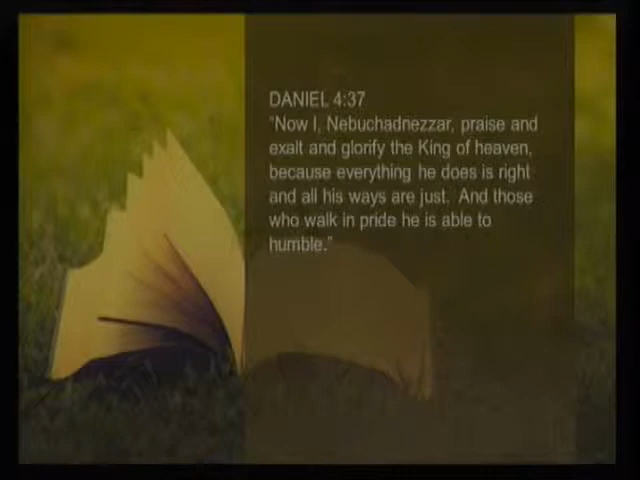 DANIEL 4:37
"Now I, Nebuchadnezzar, praise and
exalt and glorify the King of heaven,
because everything he does is right
and all his ways are just. And those
who walk in pride he is able to
humble."